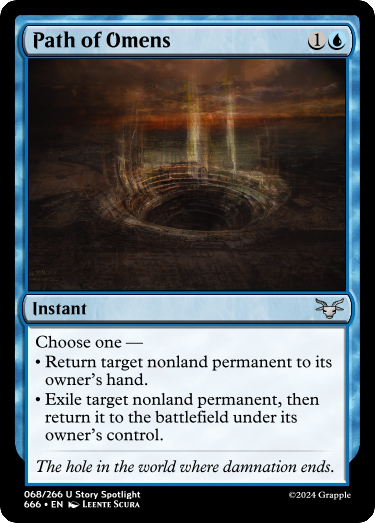 Path of Omens 1
Instant
Choose one —
• Return target nonland permanent to its
owner's hand.
• Exile target nonland permanent, then
return it to the battlefield under its
owner's control.
The hole in the world where damnation ends.
068/266 U Story Spotlight
666 • EN Leente Scura ©2024 Grapple